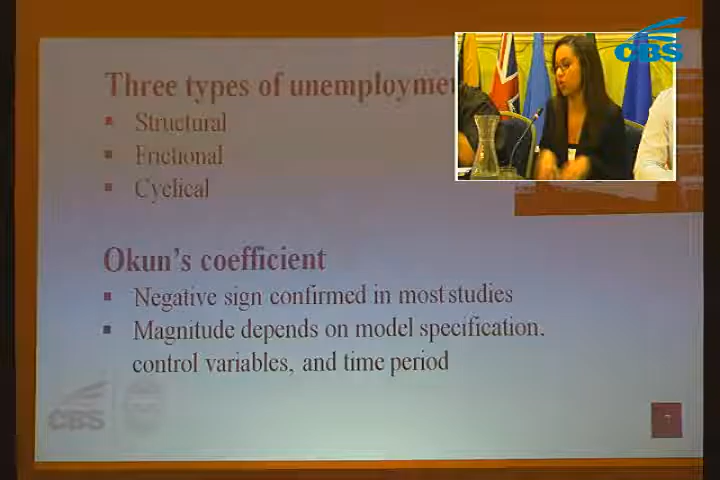 CBS
Three types of unemployme
Structural
Frictional
Cyclical
Okun's coefficient
Negative sign confirmed in most studies
Magnitude depends on model specification.
control variables, and time period
CBS